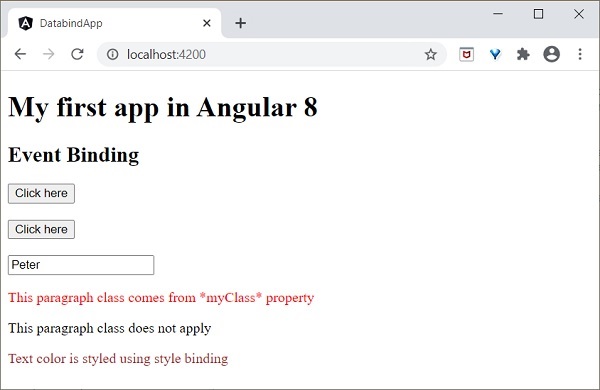 DatabindApp
localhost:4200
My first app in Angular 8
Event Binding
Click here
Click here
Peter
This paragraph class comes from *myClass* property
This paragraph class does not apply
Text color is styled using style binding